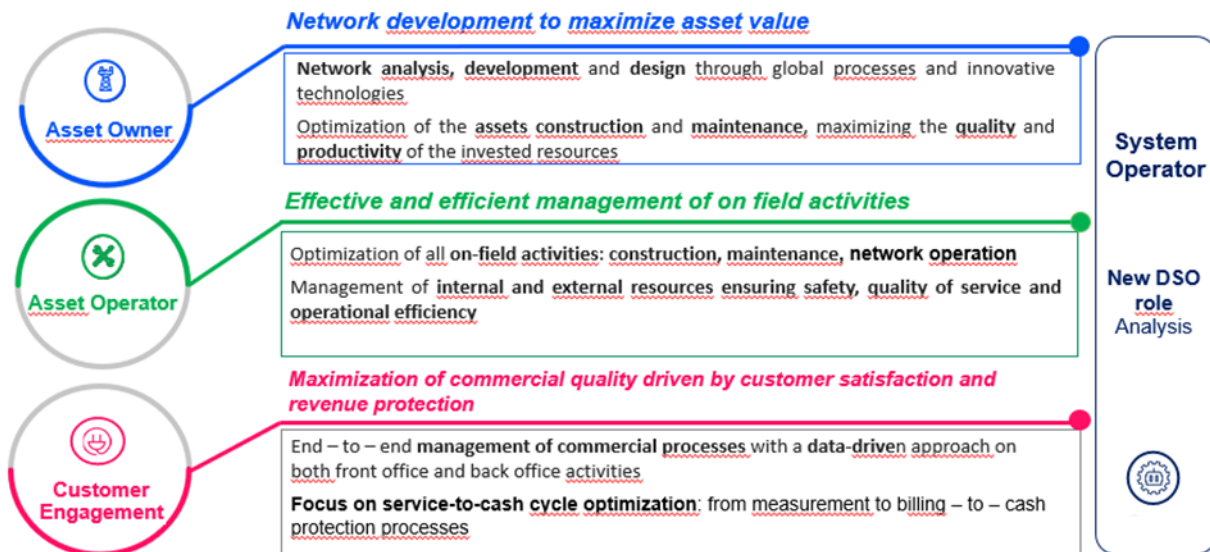 Network development to maximize asset value
Asset Owner
Network analysis, development and design through global processes and innovative
technologies
Optimization of the assets construction and maintenance, maximizing the quality and
productivity of the invested resources
Effective and efficient management of on field activities
Asset Operator
Optimization of all on-field activities: construction, maintenance, network operation
Management of internal and external resources ensuring safety, quality of service and
operational efficiency
Maximization of commercial quality driven by customer satisfaction and
revenue protection
Customer
Engagement
End – to – end management of commercial processes with a data-driven approach on
both front office and back office activities
Focus on service-to-cash cycle optimization: from measurement to billing – to – cash
protection processes
System
Operator
New DSO
role
Analysis